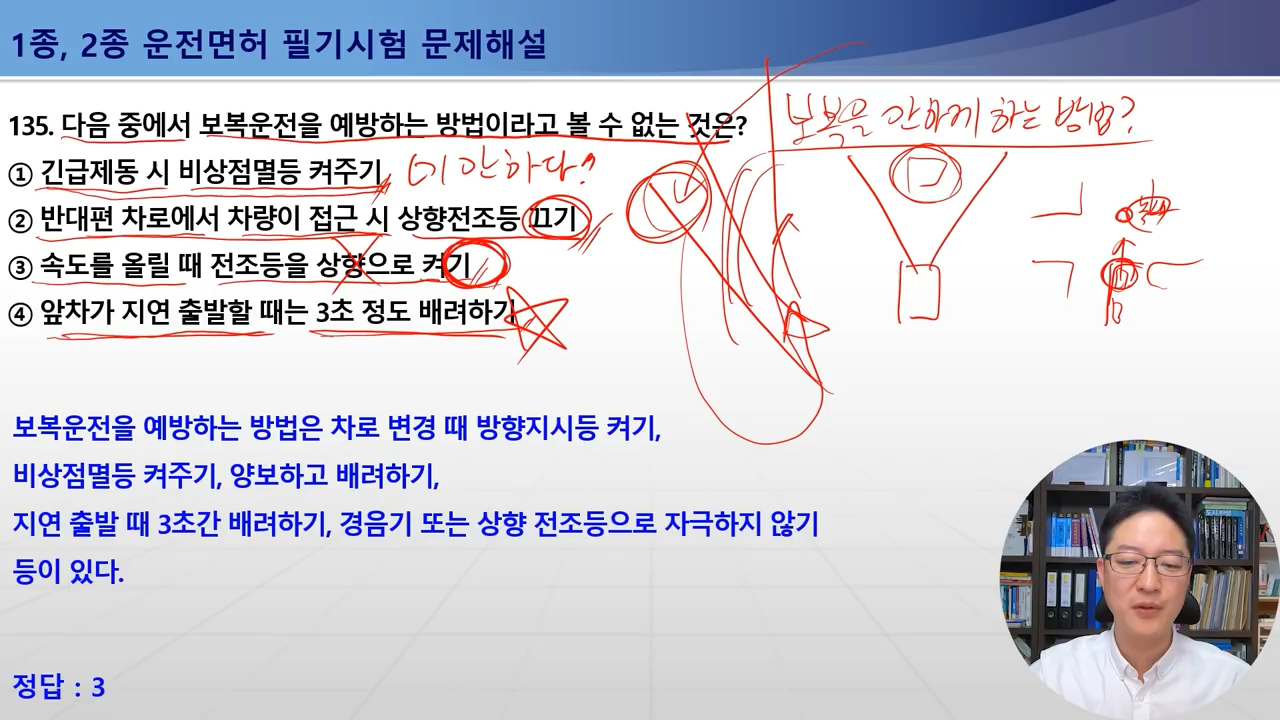 1종, 2종 운전면허 필기시험 문제해설
135. 다음 중에서 보복운전을 예방하는 방법이라고 볼 수 없는 것은?
① 긴급제동 시 비상점멸등 켜주기
② 반대편 차로에서 차량이 접근 시 상향전조등 끄기
③ 속도를 올릴 때 전조등을 상향으로 켜기
④ 앞차가 지연 출발할 때는 3초 정도 배려하기
보복을 안하게 하는 방법?
보복운전을 예방하는 방법은 차로 변경 때 방향지시등 켜기,
비상점멸등 켜주기, 양보하고 배려하기,
지연 출발 때 3초간 배려하기, 경음기 또는 상향 전조등으로 자극하지 않기
등이 있다.
정답 : 3